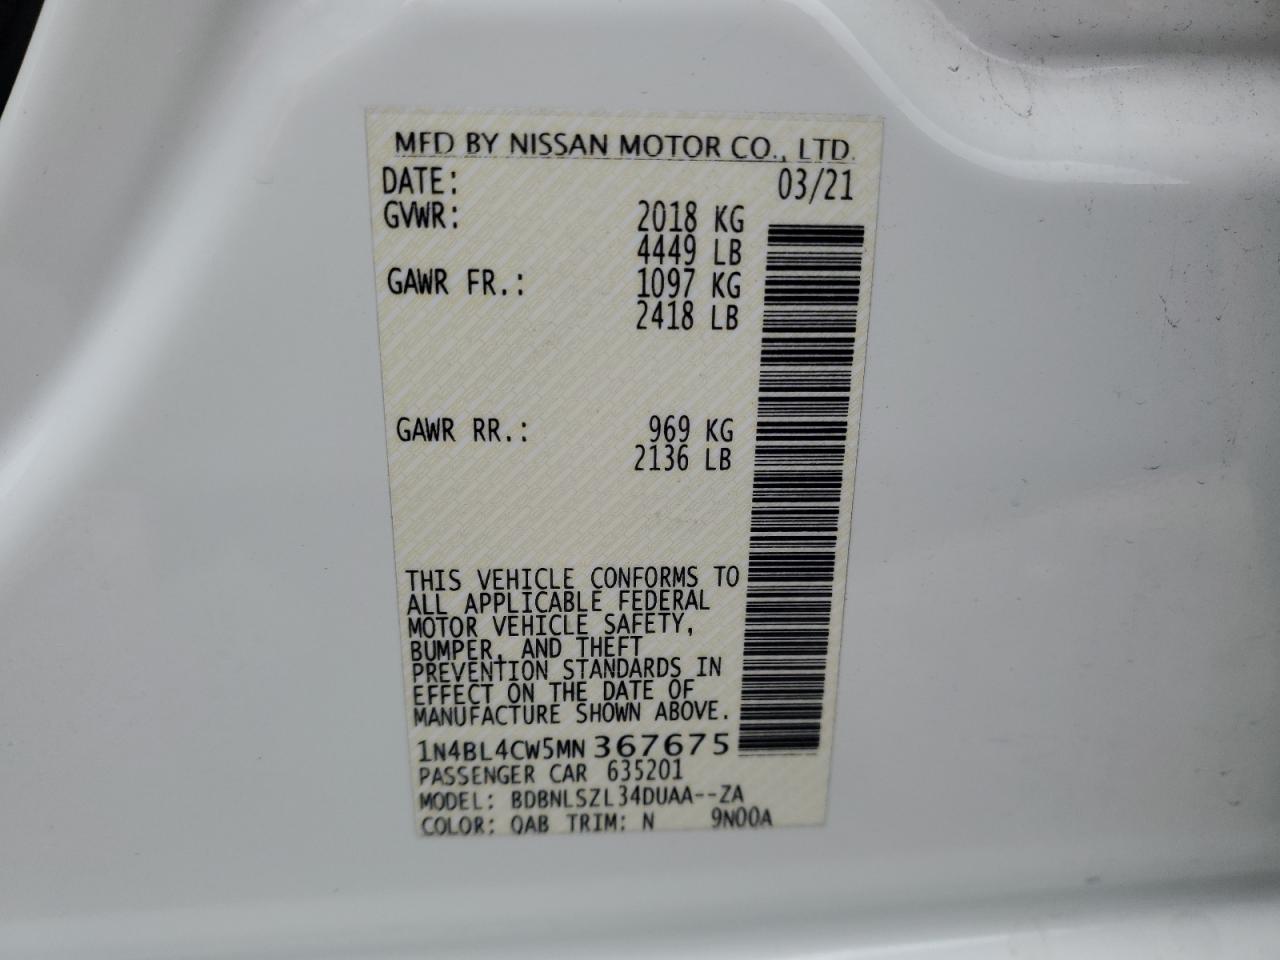 MFD BY NISSAN MOTOR CO., LTD.
DATE: 03/21
GVWR: 2018 KG
4449 LB
GAWR FR.: 1097 KG
2418 LB
GAWR RR.: 969 KG
2136 LB
THIS VEHICLE CONFORMS TO
ALL APPLICABLE FEDERAL
MOTOR VEHICLE SAFETY,
BUMPER, AND THEFT
PREVENTION STANDARDS IN
EFFECT ON THE DATE OF
MANUFACTURE SHOWN ABOVE.
1N4BL4CW5MN 367675
PASSENGER CAR 635201
MODEL: BDBNLSZL34DUAA--ZA
COLOR: QAB TRIM: N 9N00A